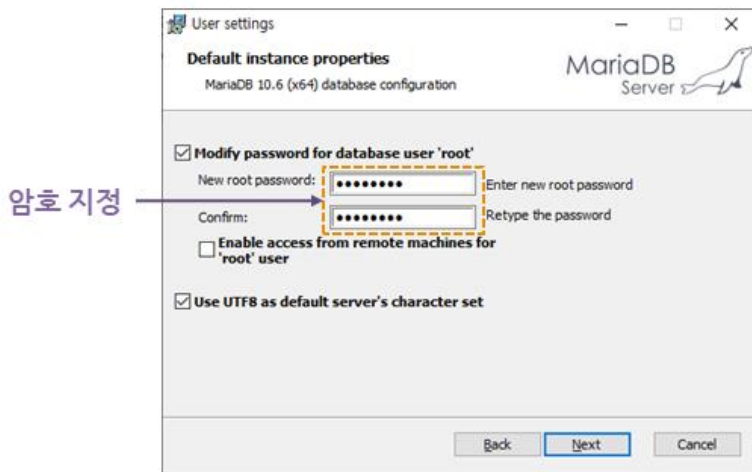 User settings
Default instance properties
MariaDB 10.6 (x64) database configuration
MariaDB
Server
Modify password for database user 'root'
New root password: •••••••• Enter new root password
암호 지정
Confirm: •••••••• Retype the password
Enable access from remote machines for
'root' user
Use UTF8 as default server's character set
Back Next Cancel